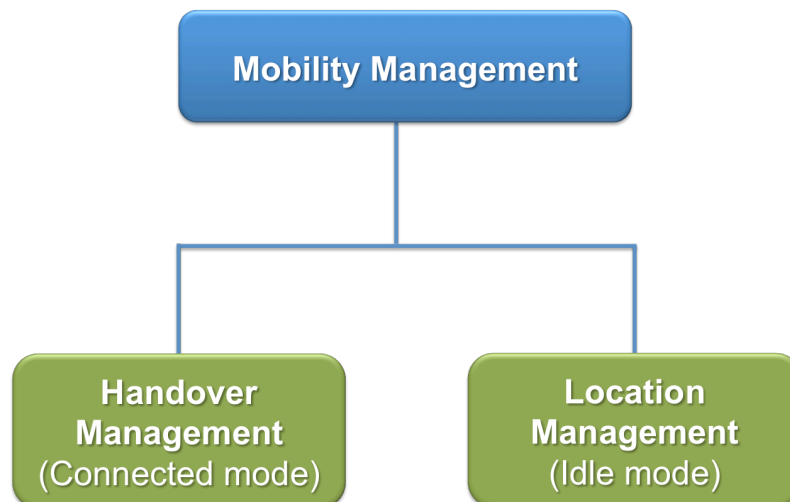 Mobility Management
Handover
Management
(Connected mode)
Location
Management
(Idle mode)